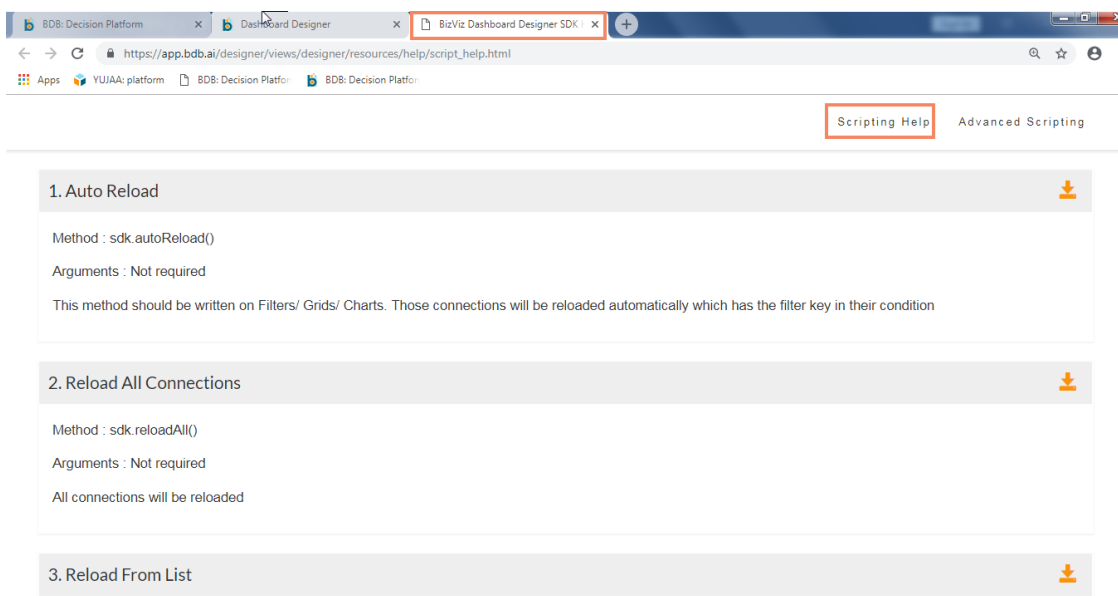 BDB: Decision Platform
Dashboard Designer
BizViz Dashboard Designer SDK
https://app.bdb.ai/designer/views/designer/resources/help/script_help.html
Apps
YUJAA: platform
BDB: Decision Platfor
BDB: Decision Platfor
Scripting Help
Advanced Scripting
1. Auto Reload
Method : sdk.autoReload()
Arguments : Not required
This method should be written on Filters/ Grids/ Charts. Those connections will be reloaded automatically which has the filter key in their condition
2. Reload All Connections
Method : sdk.reloadAll()
Arguments : Not required
All connections will be reloaded
3. Reload From List